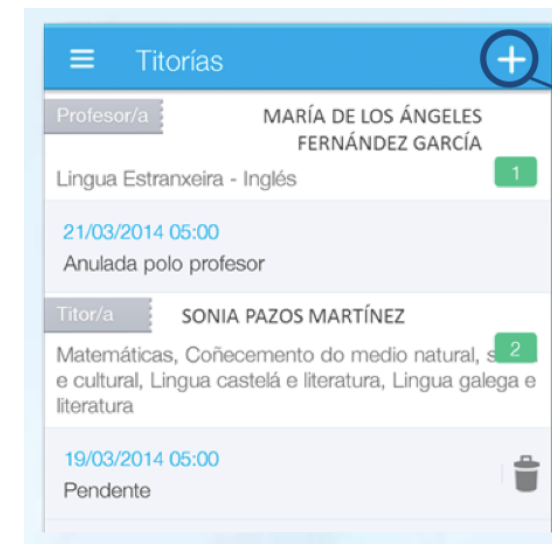 Titorías
Profesor/a
MARÍA DE LOS ÁNGELES
FERNÁNDEZ GARCÍA
Lingua Estranxeira - Inglés
1
21/03/2014 05:00
Anulada polo profesor
Titor/a
SONIA PAZOS MARTÍNEZ
Matemáticas, Coñecemento do medio natural, s
2
e cultural, Lingua castelá e literatura, Lingua galega e
literatura
19/03/2014 05:00
Pendente